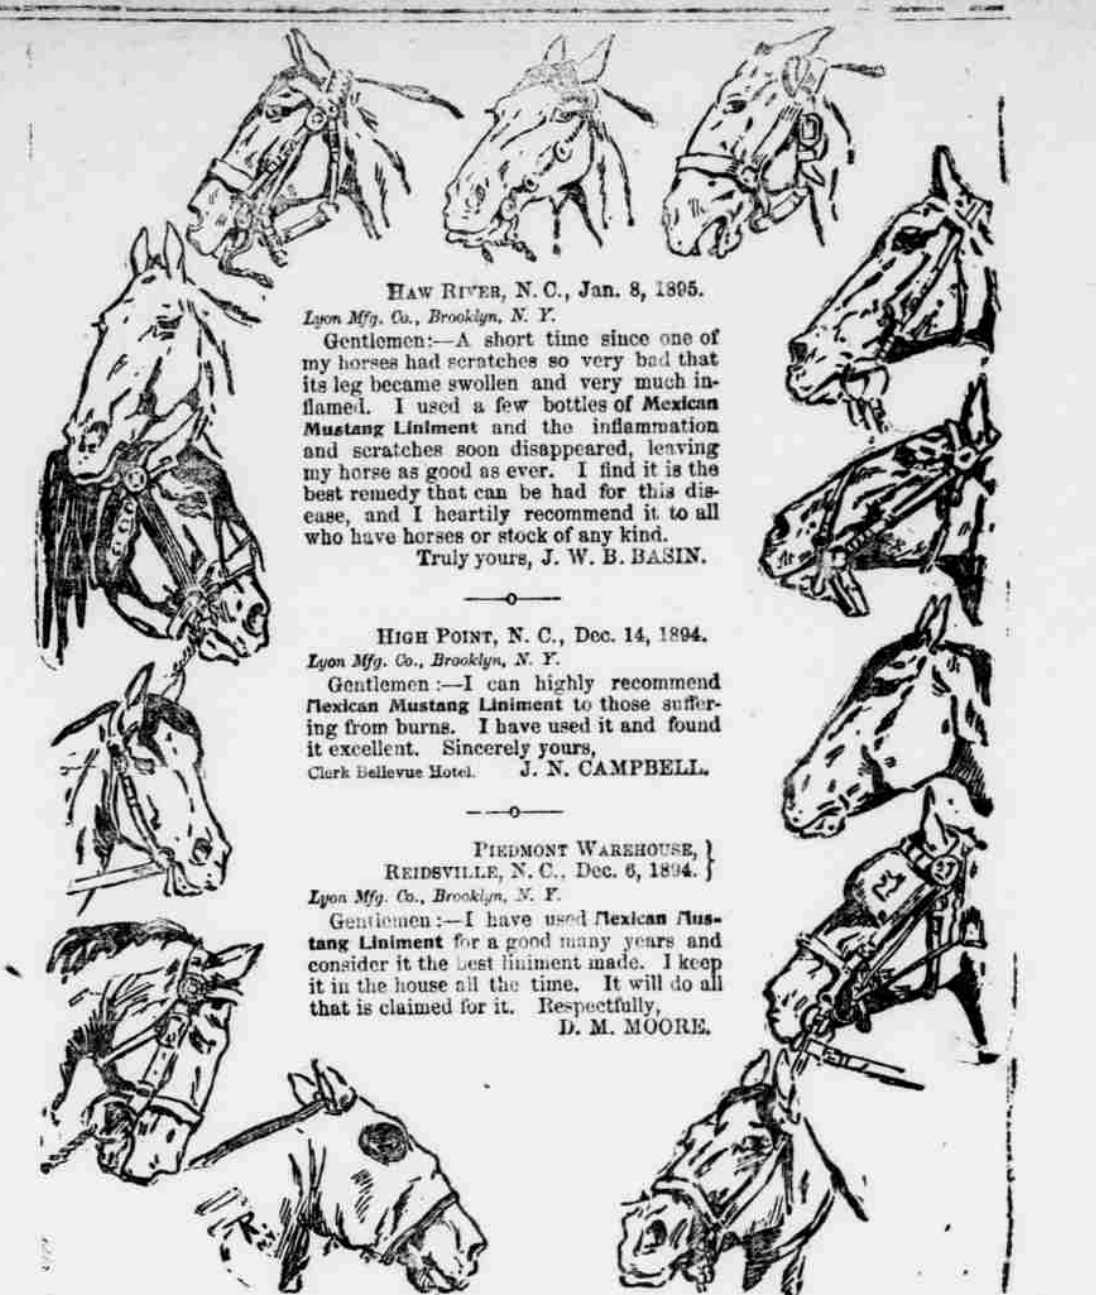 HAW RIVER, N. C., Jan. 8, 1895.
Lyon Mfg. Co., Brooklyn, N. Y.
Gentlemen:—A short time since one of
my horses had scratches so very bad that
its leg became swollen and very much in-
flamed. I used a few bottles of Mexican
Mustang Liniment and the inflammation
and scratches soon disappeared, leaving
my horse as good as ever. I find it is the
best remedy that can be had for this dis-
ease, and I heartily recommend it to all
who have horses or stock of any kind.
Truly yours, J. W. B. BASIN.
HIGH POINT, N. C., Dec. 14, 1894.
Lyon Mfg. Co., Brooklyn, N. Y.
Gentlemen:—I can highly recommend
Mexican Mustang Liniment to those suffer-
ing from burns. I have used it and found
it excellent. Sincerely yours,
Clerk Bellevue Hotel. J. N. CAMPBELL.
PIEDMONT WAREHOUSE, }
REIDSVILLE, N. C., Dec. 6, 1894. }
Lyon Mfg. Co., Brooklyn, N. Y.
Gentlemen:—I have used Mexican Mus-
tang Liniment for a good many years and
consider it the best liniment made. I keep
it in the house all the time. It will do all
that is claimed for it. Respectfully,
D. M. MOORE.